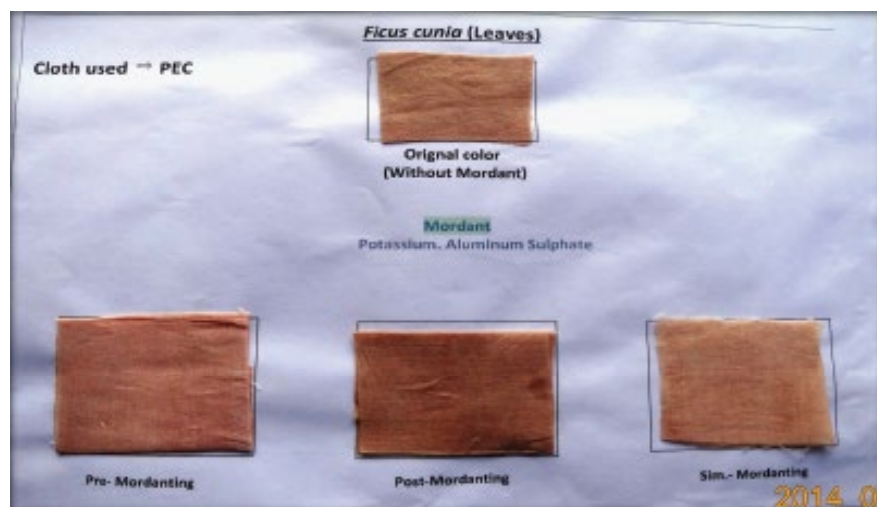 Ficus cunia (Leaves)
Cloth used → PEC
Orignal color
(Without Mordant)
Mordant
Potassium. Aluminum Sulphate
Pre- Mordanting
Post-Mordanting
Sim.- Mordanting
2014 0